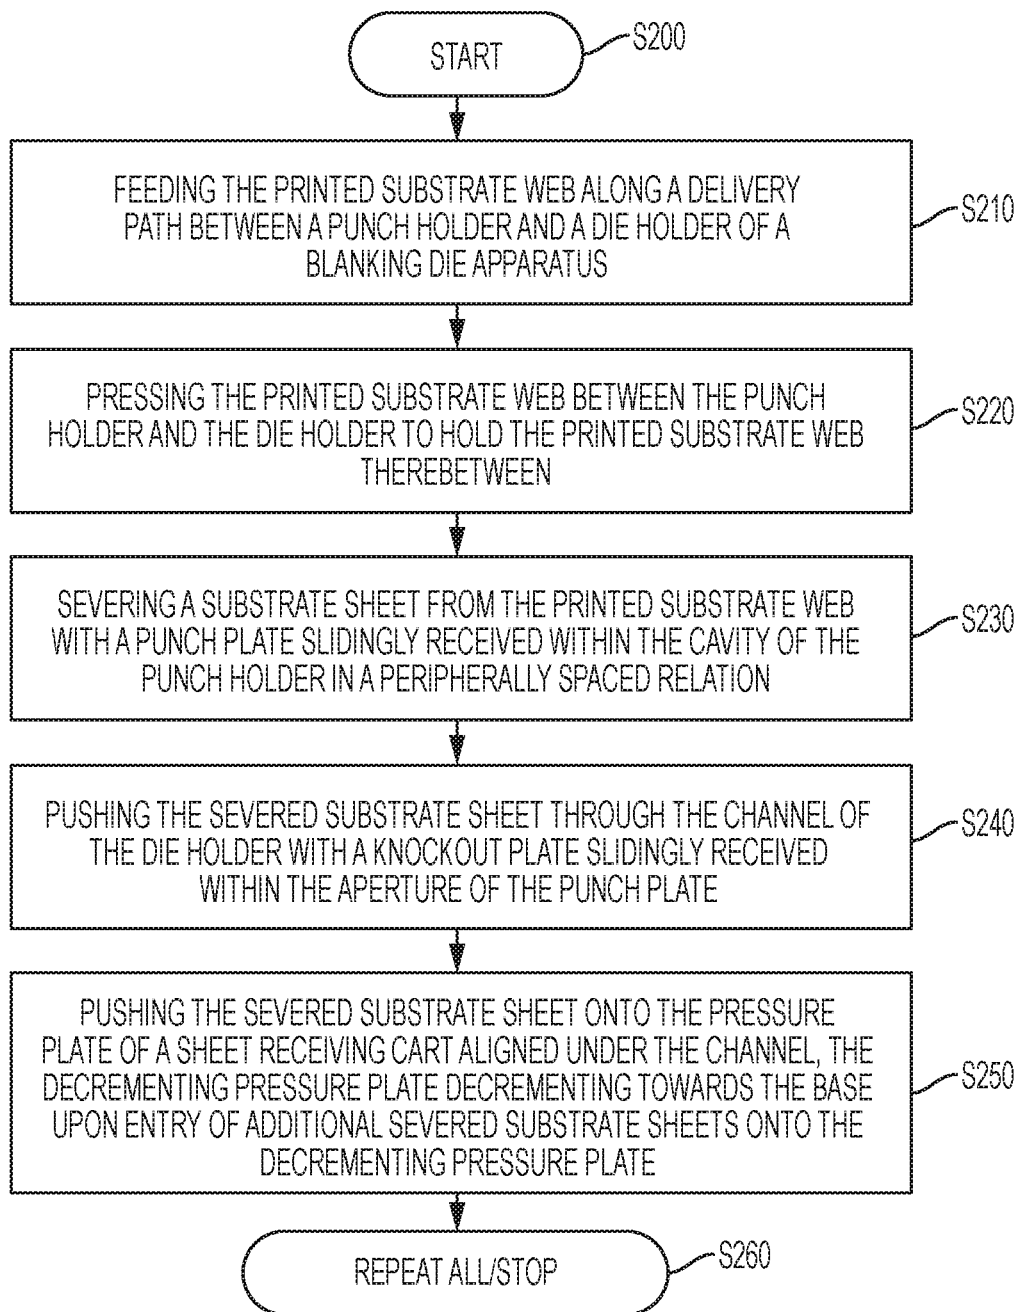 START
S200
FEEDING THE PRINTED SUBSTRATE WEB ALONG A DELIVERY
PATH BETWEEN A PUNCH HOLDER AND A DIE HOLDER OF A
BLANKING DIE APPARATUS
S210
PRESSING THE PRINTED SUBSTRATE WEB BETWEEN THE PUNCH
HOLDER AND THE DIE HOLDER TO HOLD THE PRINTED SUBSTRATE WEB
THEREBETWEEN
S220
SEVERING A SUBSTRATE SHEET FROM THE PRINTED SUBSTRATE WEB
WITH A PUNCH PLATE SLIDINGLY RECEIVED WITHIN THE CAVITY OF THE
PUNCH HOLDER IN A PERIPHERALLY SPACED RELATION
S230
PUSHING THE SEVERED SUBSTRATE SHEET THROUGH THE CHANNEL OF
THE DIE HOLDER WITH A KNOCKOUT PLATE SLIDINGLY RECEIVED
WITHIN THE APERTURE OF THE PUNCH PLATE
S240
PUSHING THE SEVERED SUBSTRATE SHEET ONTO THE PRESSURE
PLATE OF A SHEET RECEIVING CART ALIGNED UNDER THE CHANNEL, THE
DECREMENTING PRESSURE PLATE DECREMENTING TOWARDS THE BASE
UPON ENTRY OF ADDITIONAL SEVERED SUBSTRATE SHEETS ONTO THE
DECREMENTING PRESSURE PLATE
S250
REPEAT ALL/STOP
S260